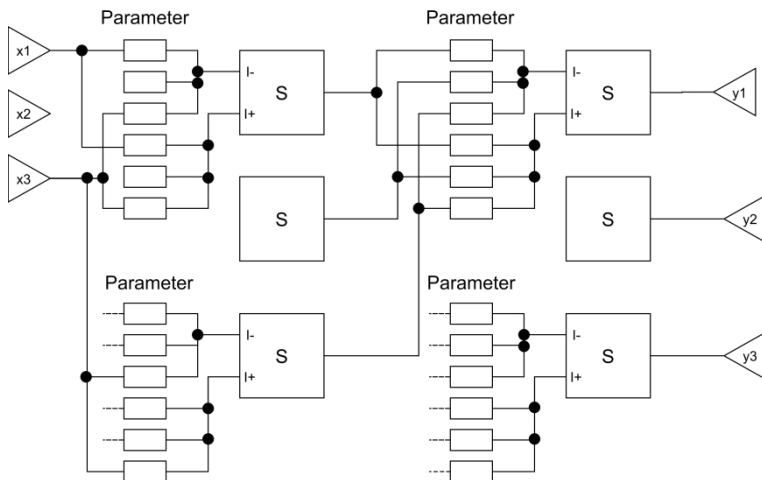 Parameter
Parameter
x1
I-
S
I+
I-
S
I+
y1
x2
x3
S
S
y2
Parameter
Parameter
I-
S
I+
I-
S
I+
y3